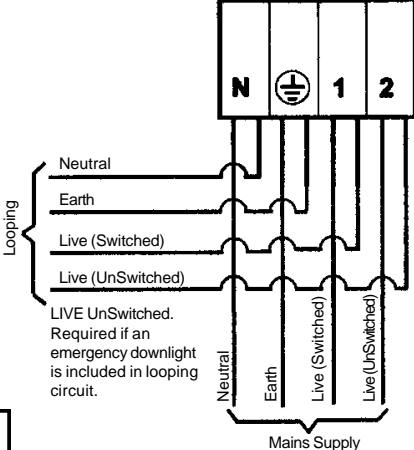 N 1 2
Neutral
Earth
Live (Switched)
Live (UnSwitched)
Looping
LIVE UnSwitched.
Required if an
emergency downlight
is included in looping
circuit.
Neutral
Earth
Live (Switched)
Live (UnSwitched)
Mains Supply